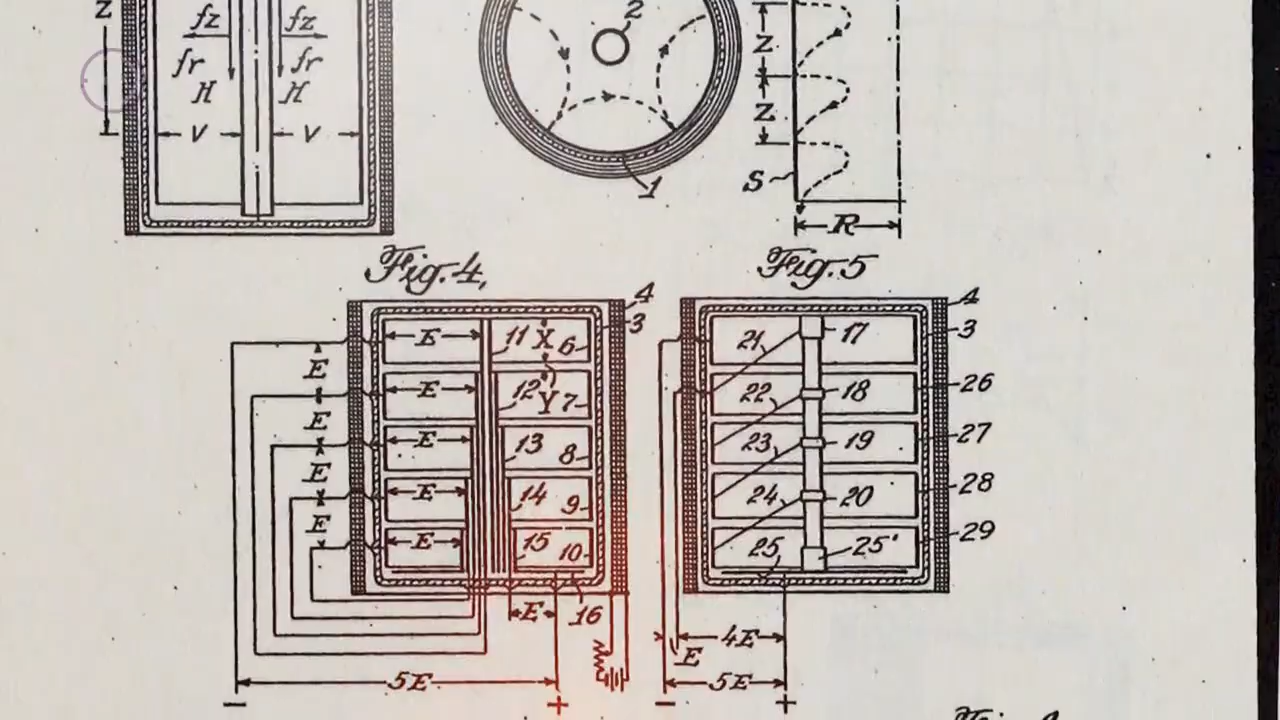 Z fz fz Z
fr fr
H H Z
V V
2
1
S
R
Fig. 4, Fig. 5
4 4
E 11 X 6 3 21 17 3
E
E 12 Y 7 22 18 26
E
E 13 8 23 19 27
E
E 14 9 24 20 28
E
E 15 10 25 25' 29
E 16 4E
E
5E 5E
− + − +